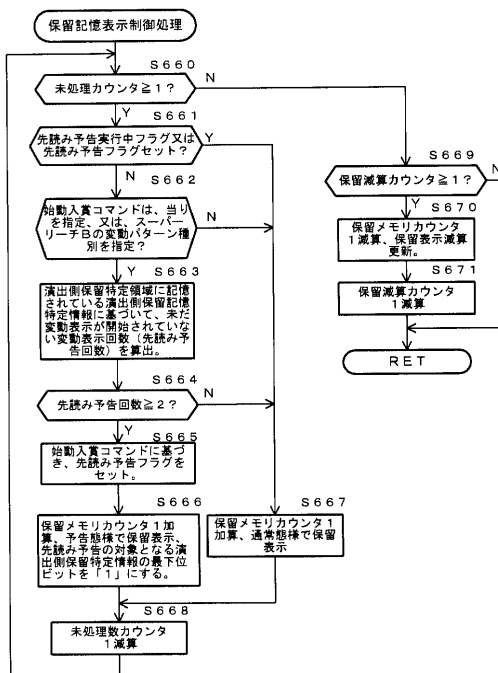 保留記憶表示制御処理
S660
未処理カウンタ≧1?
N
Y
S661
先読み予告実行中フラグ又は
先読み予告フラグセット?
Y
N
S662
始動入賞コマンドは、当り
を指定、又は、スーパー
リーチBの変動パターン種
別を指定?
N
Y
S663
演出側保留特定領域に記憶
されている演出側保留記憶
特定情報に基づいて、未だ
変動表示が開始されていな
い変動表示回数(先読み予
告回数)を算出。
S664
先読み予告回数≧2?
N
Y
S665
始動入賞コマンドに基づ
き、先読み予告フラグを
セット。
S666
保留メモリカウンタ1加
算、予告態様で保留表示、
先読み予告の対象となる演
出側保留特定情報の最下位
ビットを「1」にする。
S667
保留メモリカウンタ1
加算、通常態様で保留
表示
S668
未処理数カウンタ
1減算
S669
保留減算カウンタ≧1?
N
Y
S670
保留メモリカウンタ
1減算、保留表示減算
更新。
S671
保留減算カウンタ
1減算
RET